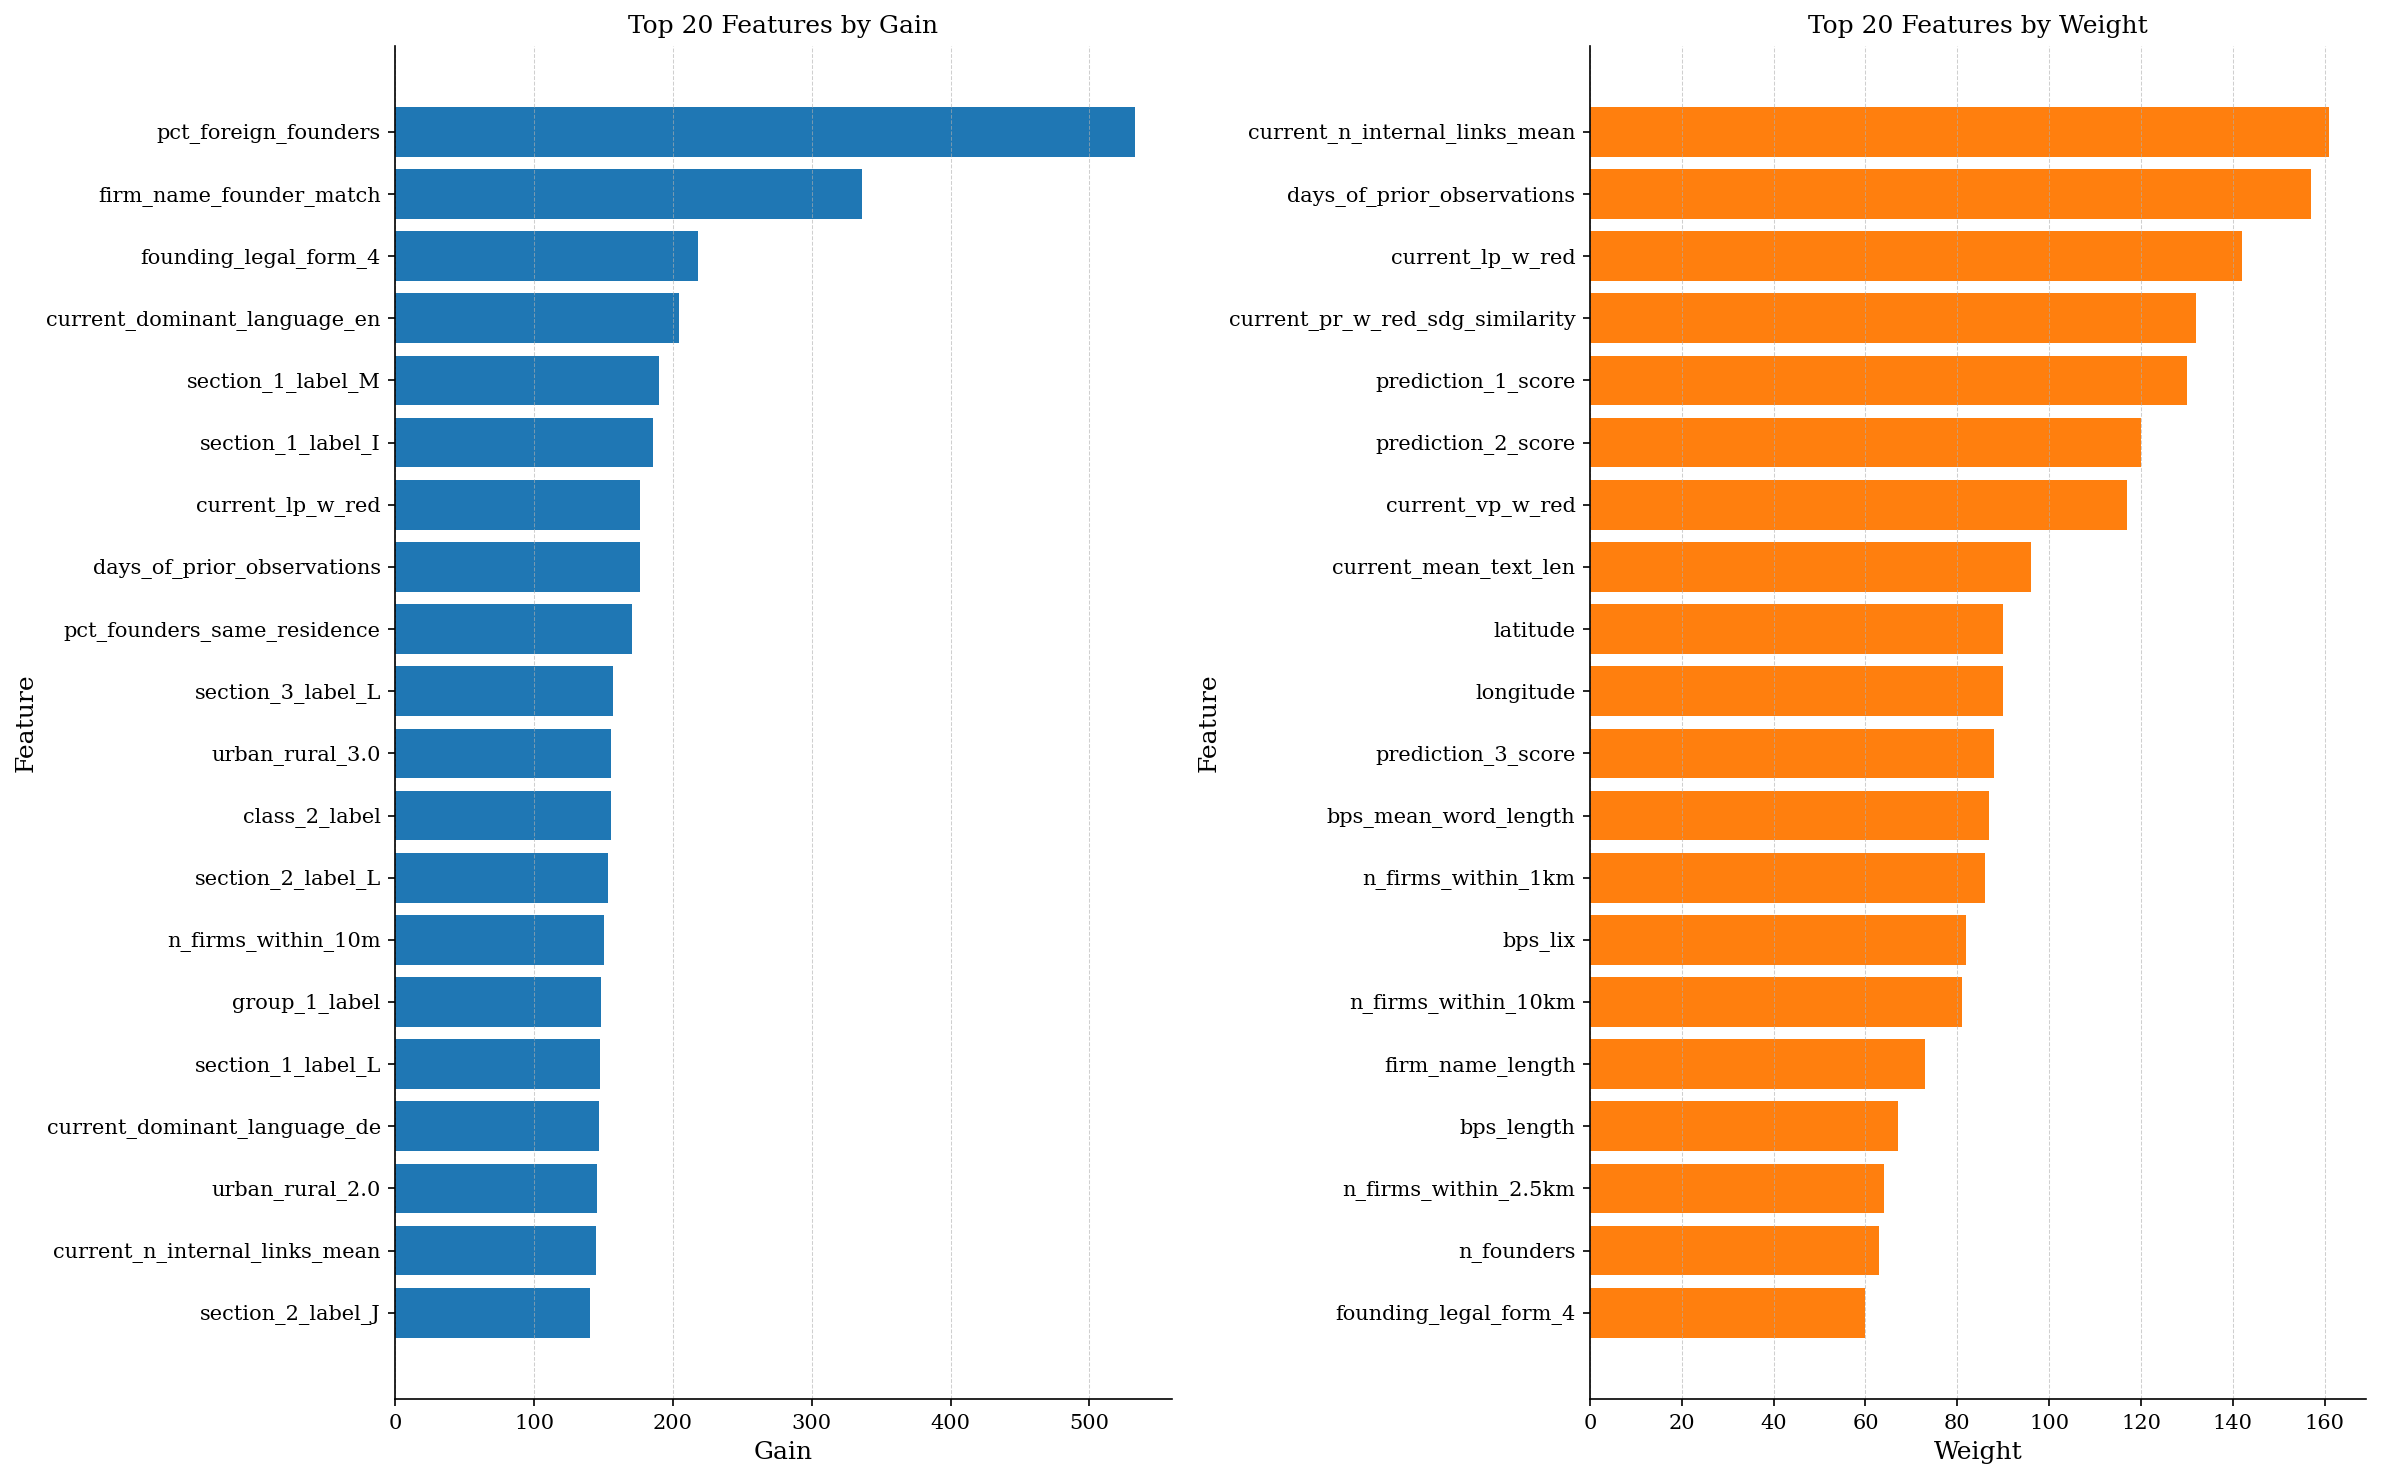 Top 20 Features by Gain
pct_foreign_founders
firm_name_founder_match
founding_legal_form_4
current_dominant_language_en
section_1_label_M
section_1_label_I
current_lp_w_red
days_of_prior_observations
pct_founders_same_residence
section_3_label_L
urban_rural_3.0
class_2_label
section_2_label_L
n_firms_within_10m
group_1_label
section_1_label_L
current_dominant_language_de
urban_rural_2.0
current_n_internal_links_mean
section_2_label_J
Feature
0 100 200 300 400 500
Gain
Top 20 Features by Weight
current_n_internal_links_mean
days_of_prior_observations
current_lp_w_red
current_pr_w_red_sdg_similarity
prediction_1_score
prediction_2_score
current_vp_w_red
current_mean_text_len
latitude
longitude
prediction_3_score
bps_mean_word_length
n_firms_within_1km
bps_lix
n_firms_within_10km
firm_name_length
bps_length
n_firms_within_2.5km
n_founders
founding_legal_form_4
Feature
0 20 40 60 80 100 120 140 160
Weight